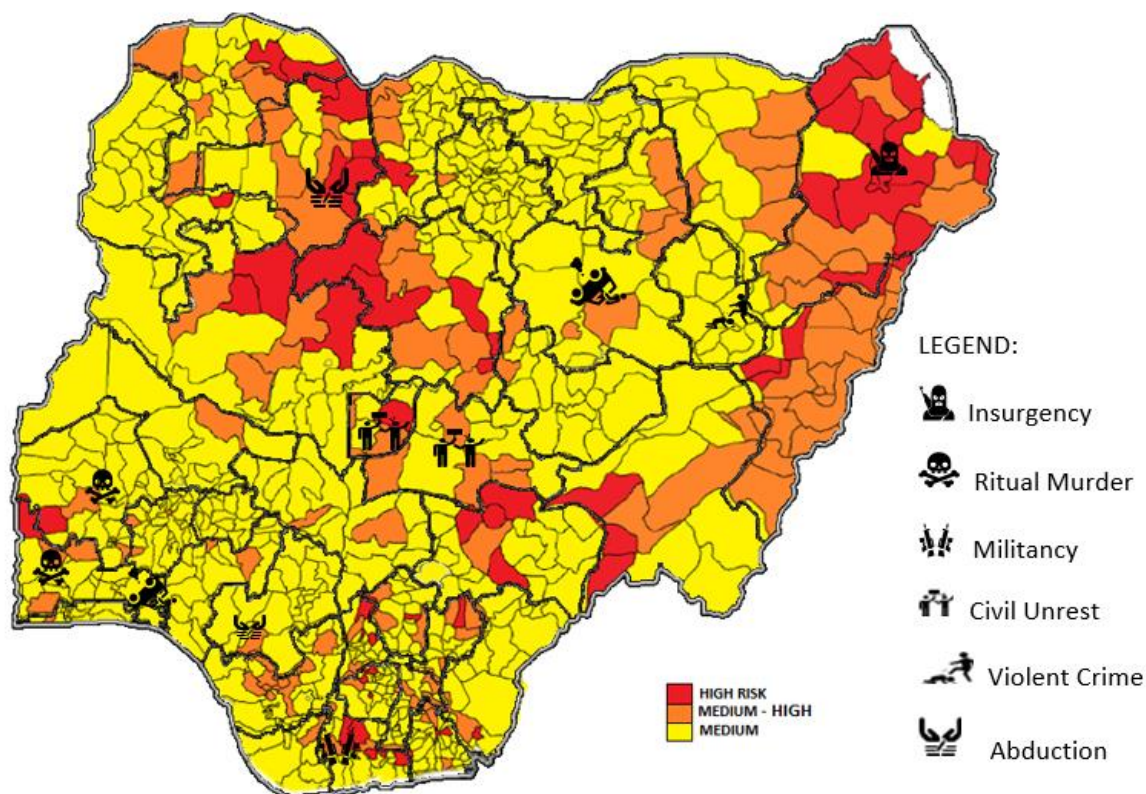 LEGEND:
Insurgency
Ritual Murder
Militancy
Civil Unrest
Violent Crime
Abduction
HIGH RISK
MEDIUM - HIGH
MEDIUM